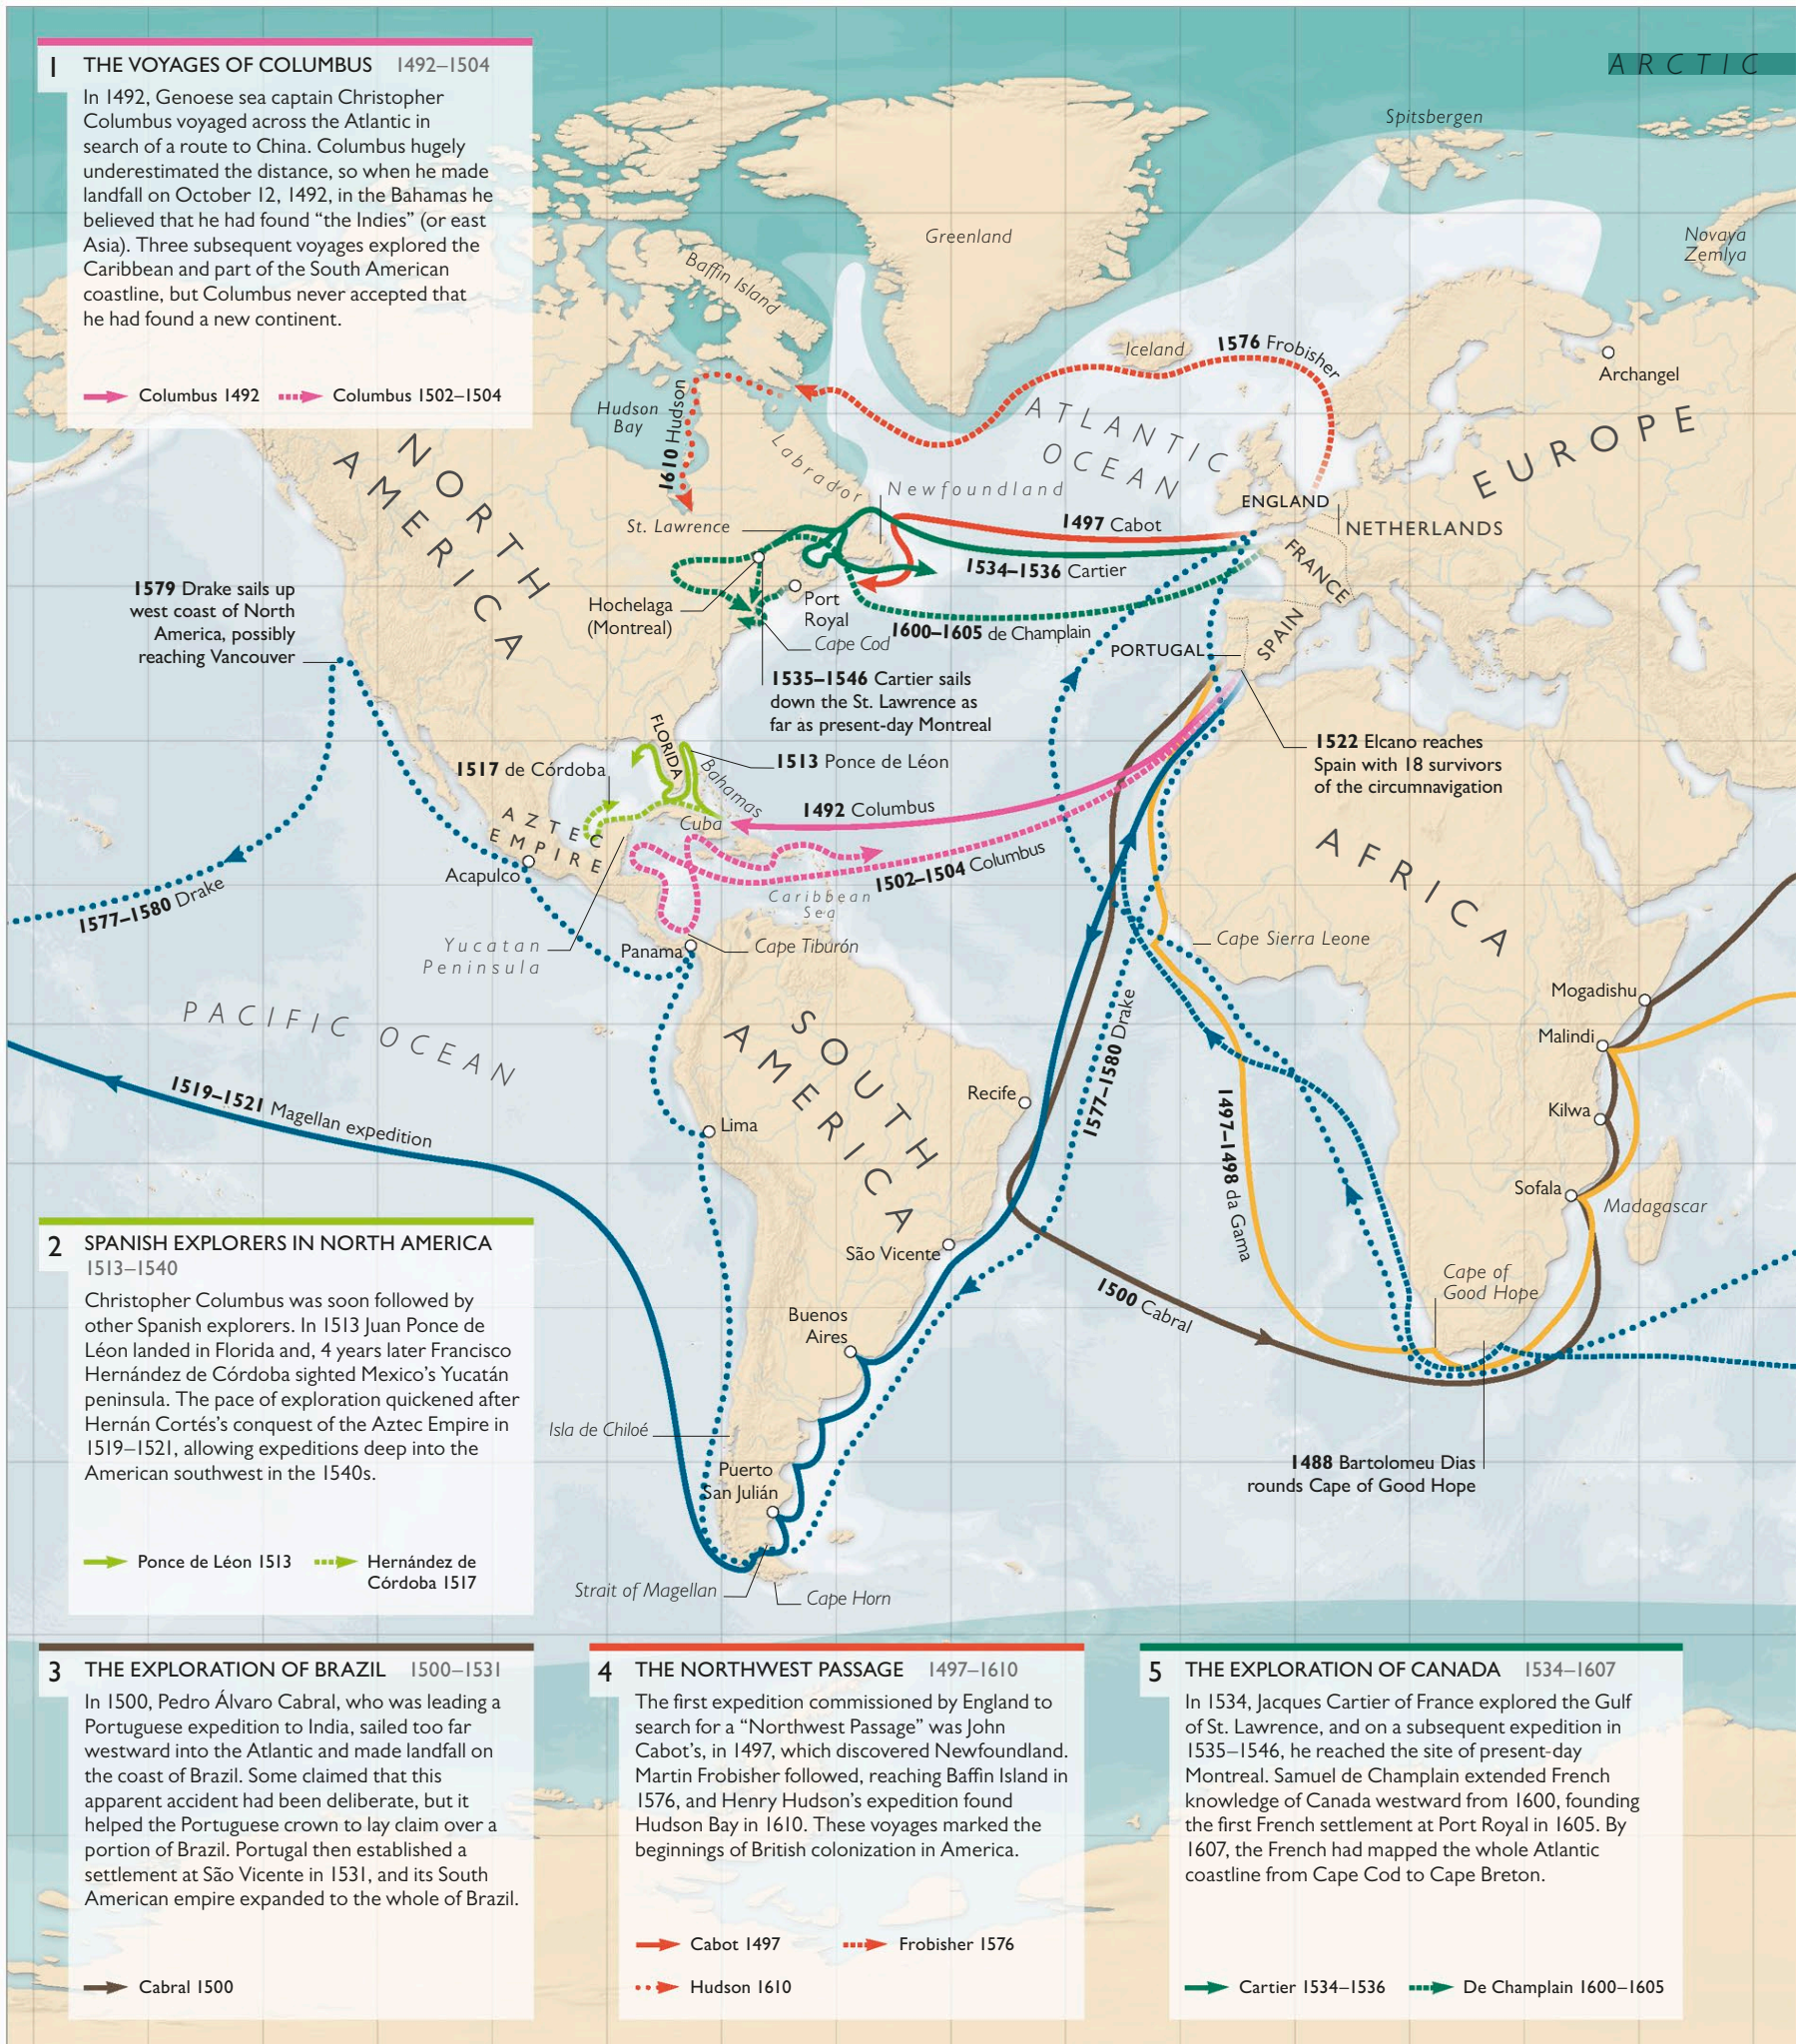 1 THE VOYAGES OF COLUMBUS 1492–1504
In 1492, Genoese sea captain Christopher
Columbus voyaged across the Atlantic in
search of a route to China. Columbus hugely
underestimated the distance, so when he made
landfall on October 12, 1492, in the Bahamas he
believed that he had found “the Indies” (or east
Asia). Three subsequent voyages explored the
Caribbean and part of the South American
coastline, but Columbus never accepted that
he had found a new continent.
Columbus 1492
Columbus 1502–1504
ARCTIC
Spitsbergen
Greenland
Novaya
Zemlya
Baffin Island
Iceland
1576 Frobisher
Archangel
Hudson
Bay
1610 Hudson
ATLANTIC
OCEAN
EUROPE
NORTH
AMERICA
Labrador
Newfoundland
ENGLAND
St. Lawrence
1497 Cabot
NETHERLANDS
1534–1536 Cartier
FRANCE
1579 Drake sails up
west coast of North
America, possibly
reaching Vancouver
Hochelaga
(Montreal)
Port
Royal
Cape Cod
1600–1605 de Champlain
PORTUGAL
SPAIN
1535–1546 Cartier sails
down the St. Lawrence as
far as present-day Montreal
FLORIDA
1513 Ponce de Léon
1522 Elcano reaches
Spain with 18 survivors
of the circumnavigation
1517 de Córdoba
Bahamas
1492 Columbus
AZTEC
EMPIRE
Cuba
AFRICA
Acapulco
1502–1504 Columbus
1577–1580 Drake
Caribbean
Sea
Yucatan
Peninsula
Panama
Cape Tiburón
Cape Sierra Leone
Mogadishu
PACIFIC OCEAN
SOUTH
AMERICA
1577–1580 Drake
Malindi
1519–1521 Magellan expedition
Recife
Kilwa
Lima
1497–1498 da Gama
Sofala
Madagascar
São Vicente
Cape of
Good Hope
1500 Cabral
Buenos
Aires
2 SPANISH EXPLORERS IN NORTH AMERICA
1513–1540
Christopher Columbus was soon followed by
other Spanish explorers. In 1513 Juan Ponce de
Léon landed in Florida and, 4 years later Francisco
Hernández de Córdoba sighted Mexico’s Yucatán
peninsula. The pace of exploration quickened after
Hernán Cortés’s conquest of the Aztec Empire in
1519–1521, allowing expeditions deep into the
American southwest in the 1540s.
Ponce de Léon 1513
Hernández de
Córdoba 1517
Isla de Chiloé
Puerto
San Julián
1488 Bartolomeu Dias
rounds Cape of Good Hope
Strait of Magellan
Cape Horn
3 THE EXPLORATION OF BRAZIL 1500–1531
In 1500, Pedro Álvaro Cabral, who was leading a
Portuguese expedition to India, sailed too far
westward into the Atlantic and made landfall on
the coast of Brazil. Some claimed that this
apparent accident had been deliberate, but it
helped the Portuguese crown to lay claim over a
portion of Brazil. Portugal then established a
settlement at São Vicente in 1531, and its South
American empire expanded to the whole of Brazil.
Cabral 1500
4 THE NORTHWEST PASSAGE 1497–1610
The first expedition commissioned by England to
search for a “Northwest Passage” was John
Cabot’s, in 1497, which discovered Newfoundland.
Martin Frobisher followed, reaching Baffin Island in
1576, and Henry Hudson’s expedition found
Hudson Bay in 1610. These voyages marked the
beginnings of British colonization in America.
Cabot 1497
Frobisher 1576
Hudson 1610
5 THE EXPLORATION OF CANADA 1534–1607
In 1534, Jacques Cartier of France explored the Gulf
of St. Lawrence, and on a subsequent expedition in
1535–1546, he reached the site of present-day
Montreal. Samuel de Champlain extended French
knowledge of Canada westward from 1600, founding
the first French settlement at Port Royal in 1605. By
1607, the French had mapped the whole Atlantic
coastline from Cape Cod to Cape Breton.
Cartier 1534–1536
De Champlain 1600–1605